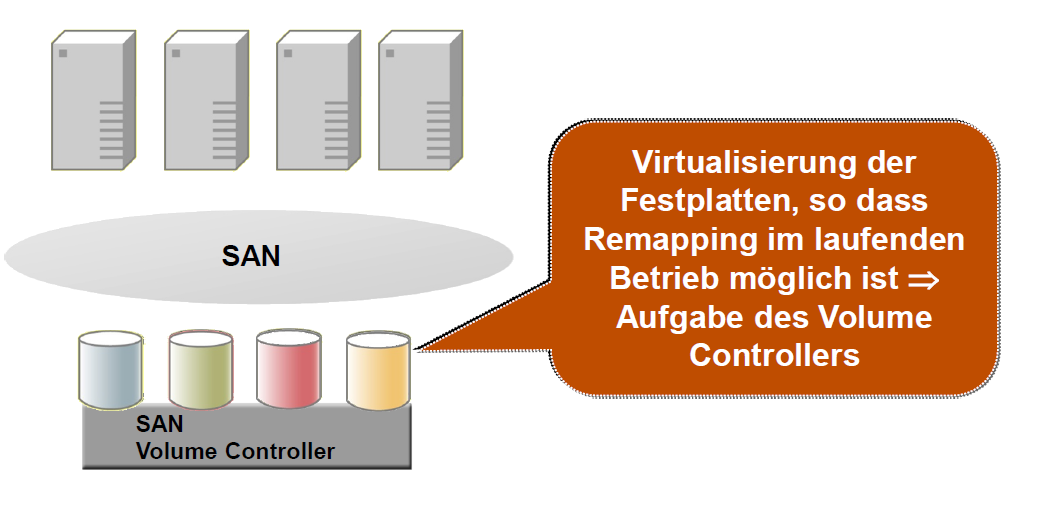 Virtualisierung der
Festplatten, so dass
Remapping im laufenden
Betrieb möglich ist ⇒
Aufgabe des Volume
Controllers
SAN
SAN
Volume Controller